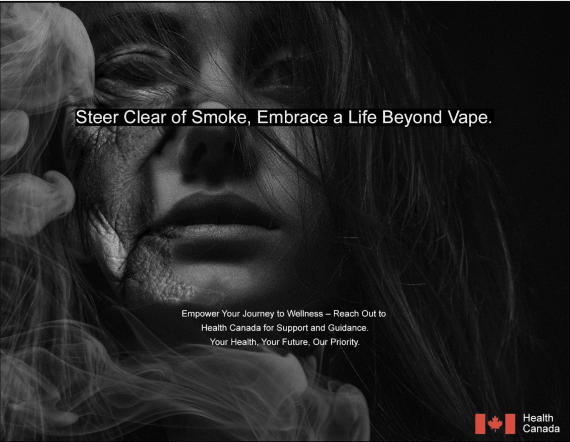 Steer Clear of Smoke, Embrace a Life Beyond Vape.
Empower Your Journey to Wellness – Reach Out to
Health Canada for Support and Guidance.
Your Health, Your Future, Our Priority.
Health
Canada